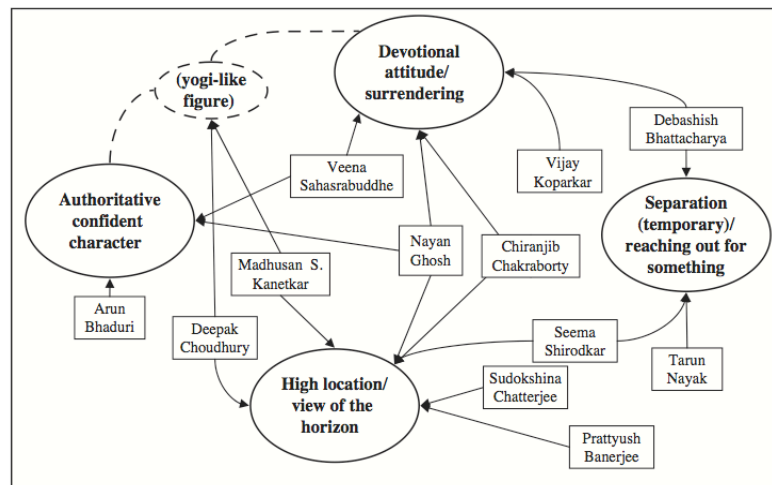 Devotional
attitude/
surrendering
(yogi-like
figure)
Debashish
Bhattacharya
Veena
Sahasrabuddhe
Vijay
Koparkar
Authoritative
confident
character
Separation
(temporary)/
reaching out for
something
Nayan
Ghosh
Chiranjib
Chakraborty
Madhusan S.
Kanetkar
Arun
Bhaduri
Deepak
Choudhury
Seema
Shirodkar
Tarun
Nayak
High location/
view of the
horizon
Sudokshina
Chatterjee
Prattyush
Banerjee